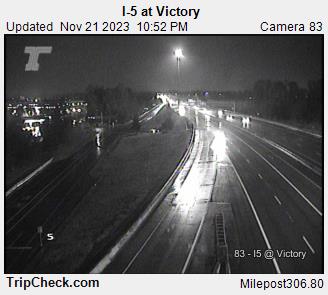 I-5 at Victory
Updated Nov 21 2023 10:52 PM Camera 83
T
S
83 - I5 @ Victory
TripCheck.com Milepost306.80